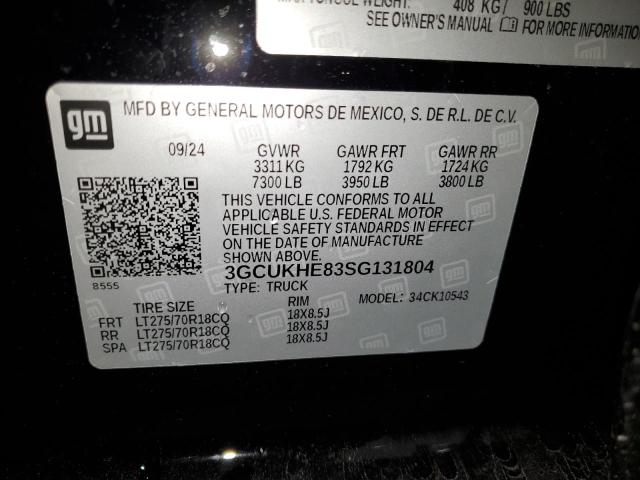 408 KG/ 900 LBS
SEE OWNER'S MANUAL FOR MORE INFORMATION
gm
MFD BY GENERAL MOTORS DE MEXICO, S. DE R.L. DE C.V.
09/24 GVWR GAWR FRT GAWR RR
3311 KG 1792 KG 1724 KG
7300 LB 3950 LB 3800 LB
THIS VEHICLE CONFORMS TO ALL
APPLICABLE U.S. FEDERAL MOTOR
VEHICLE SAFETY STANDARDS IN EFFECT
ON THE DATE OF MANUFACTURE.
3GCUKHE83SG131804
8555
TYPE: TRUCK
TIRE SIZE RIM MODEL: 34CK10543
FRT LT275/70R18CQ 18X8.5J
RR LT275/70R18CQ 18X8.5J
SPA LT275/70R18CQ 18X8.5J